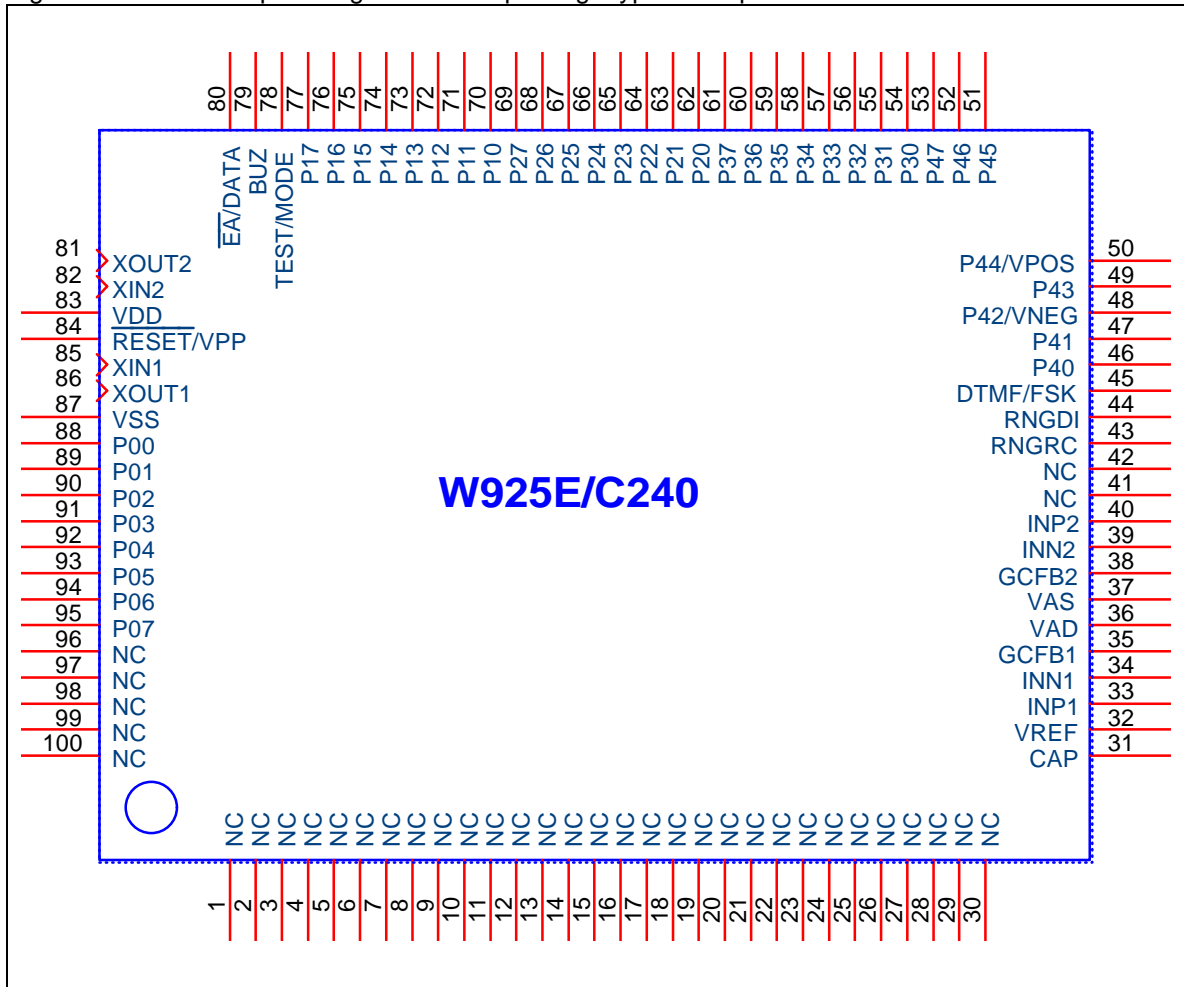 80 79 78 77 76 75 74 73 72 71 70 69 68 67 66 65 64 63 62 61 60 59 58 57 56 55 54 53 52 51
EA/DATA BUZ TEST/MODE P17 P16 P15 P14 P13 P12 P11 P10 P27 P26 P25 P24 P23 P22 P21 P20 P37 P36 P35 P34 P33 P32 P31 P30 P47 P46 P45
81 XOUT2 P44/VPOS 50
82 XIN2 P43 49
83 VDD P42/VNEG 48
84 RESET/VPP P41 47
85 XIN1 P40 46
86 XOUT1 DTMF/FSK 45
87 VSS RNGDI 44
88 P00 RNGRC 43
89 P01 NC 42
90 P02 NC 41
W925E/C240
91 P03 INP2 40
92 P04 INN2 39
93 P05 GCFB2 38
94 P06 VAS 37
95 P07 VAD 36
96 NC GCFB1 35
97 NC INN1 34
98 NC INP1 33
99 NC VREF 32
100 NC CAP 31
NC NC NC NC NC NC NC NC NC NC NC NC NC NC NC NC NC NC NC NC NC NC NC NC NC NC NC NC NC NC
1 2 3 4 5 6 7 8 9 10 11 12 13 14 15 16 17 18 19 20 21 22 23 24 25 26 27 28 29 30